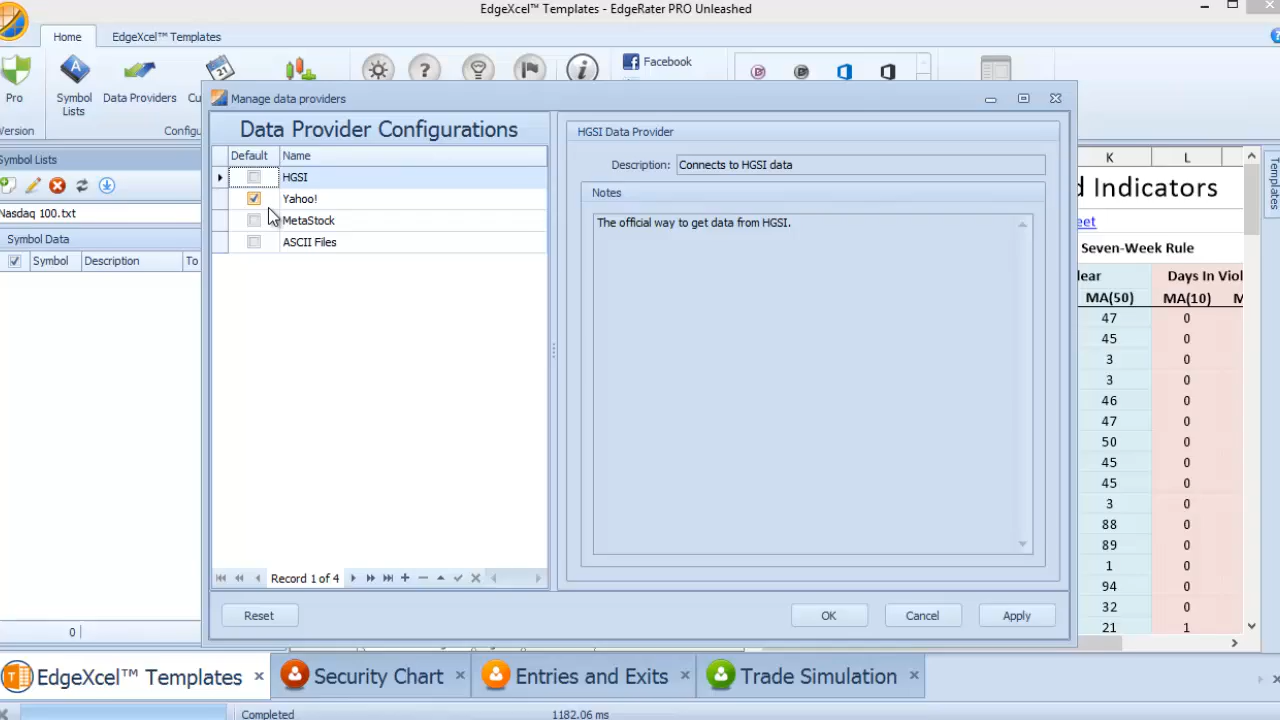 EdgeXcel™ Templates - EdgeRater PRO Unleashed
Home
EdgeXcel™ Templates
Facebook
Pro
Symbol Lists
Data Providers
Symbol Lists
Nasdaq 100.txt
Symbol Data
Symbol
Description
To
0
Manage data providers
Data Provider Configurations
Default
Name
HGSI
Yahoo!
MetaStock
ASCII Files
Record 1 of 4
HGSI Data Provider
Description:
Connects to HGSI data
Notes
The official way to get data from HGSI.
Reset
OK
Cancel
Apply
K
L
d Indicators
Seven-Week Rule
MA(50)
MA(10)
47 0
45 0
3 0
3 0
46 0
47 0
50 0
45 0
45 0
3 0
88 0
89 0
1 0
94 0
32 0
21 1
Templates
EdgeXcel™ Templates
Security Chart
Entries and Exits
Trade Simulation
Completed
1182.06 ms